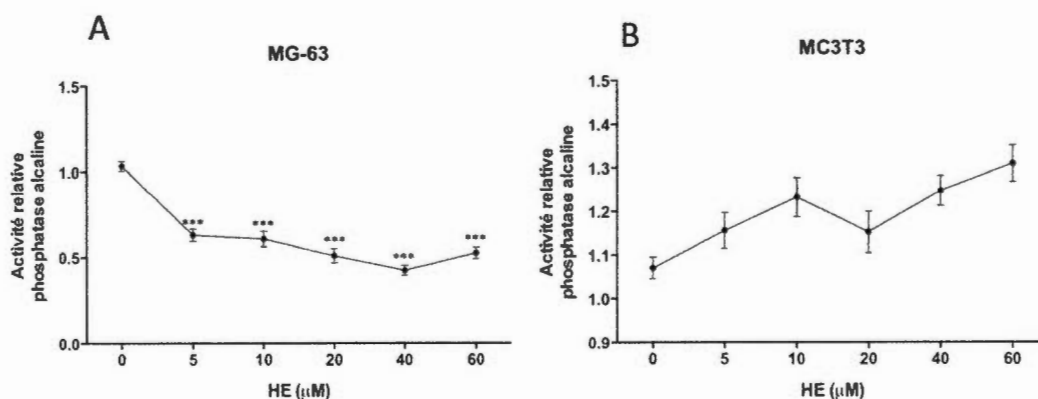 A
MG-63
Activité relative
phosphatase alcaline
1.5
1.0
0.5
0.0
***
***
***
***
***
0 5 10 20 40 60
HE (μM)
B
MC3T3
Activité relative
phosphatase alcaline
1.5
1.4
1.3
1.2
1.1
1.0
0.9
0 5 10 20 40 60
HE (μM)